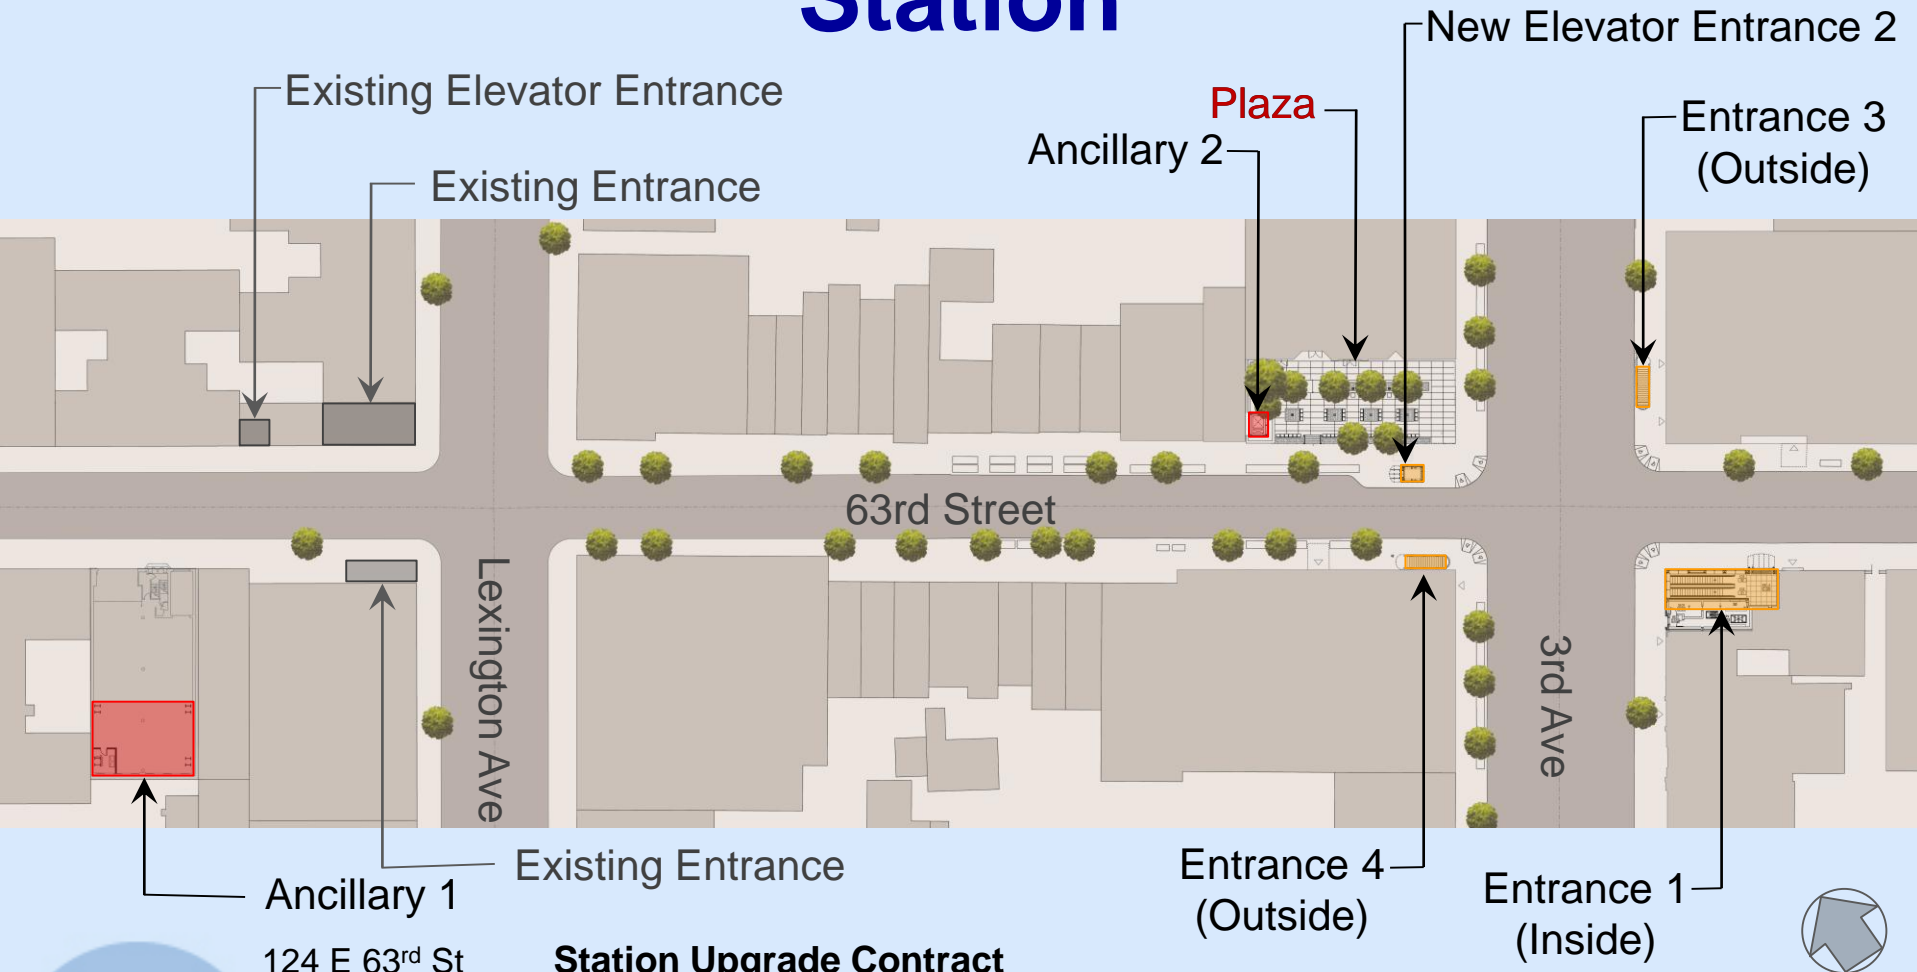 Station
New Elevator Entrance 2
Existing Elevator Entrance
Plaza
Entrance 3
(Outside)
Ancillary 2
Existing Entrance
63rd Street
Lexington Ave
3rd Ave
Existing Entrance
Ancillary 1
Entrance 4
(Outside)
Entrance 1
(Inside)
124 E 63rd St
Station Upgrade Contract